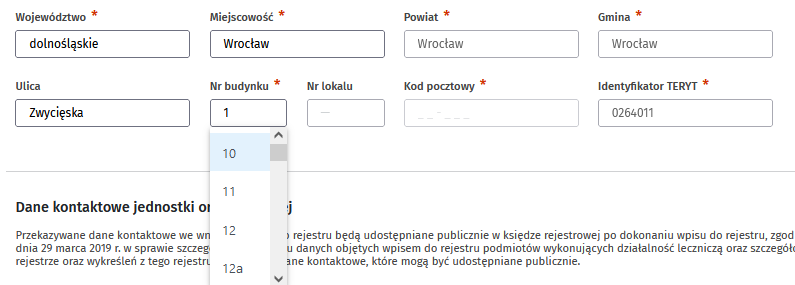 Województwo * Miejscowość * Powiat * Gmina *
dolnośląskie Wrocław Wrocław Wrocław
Ulica Nr budynku * Nr lokalu Kod pocztowy * Identyfikator TERYT *
Zwycięska 1 — _ _ - _ _ _ 0264011
10
11
12
12a
Dane kontaktowe jednostki or ej
Przekazywane dane kontaktowe we wn o rejestru będą udostępniane publicznie w księdze rejestrowej po dokonaniu wpisu do rejestru, zgod
dnia 29 marca 2019 r. w sprawie szczeg u danych objętych wpisem do rejestru podmiotów wykonujących działalność leczniczą oraz szczegóło
rejestrze oraz wykreśleń z tego rejestru ane kontaktowe, które mogą być udostępniane publicznie.